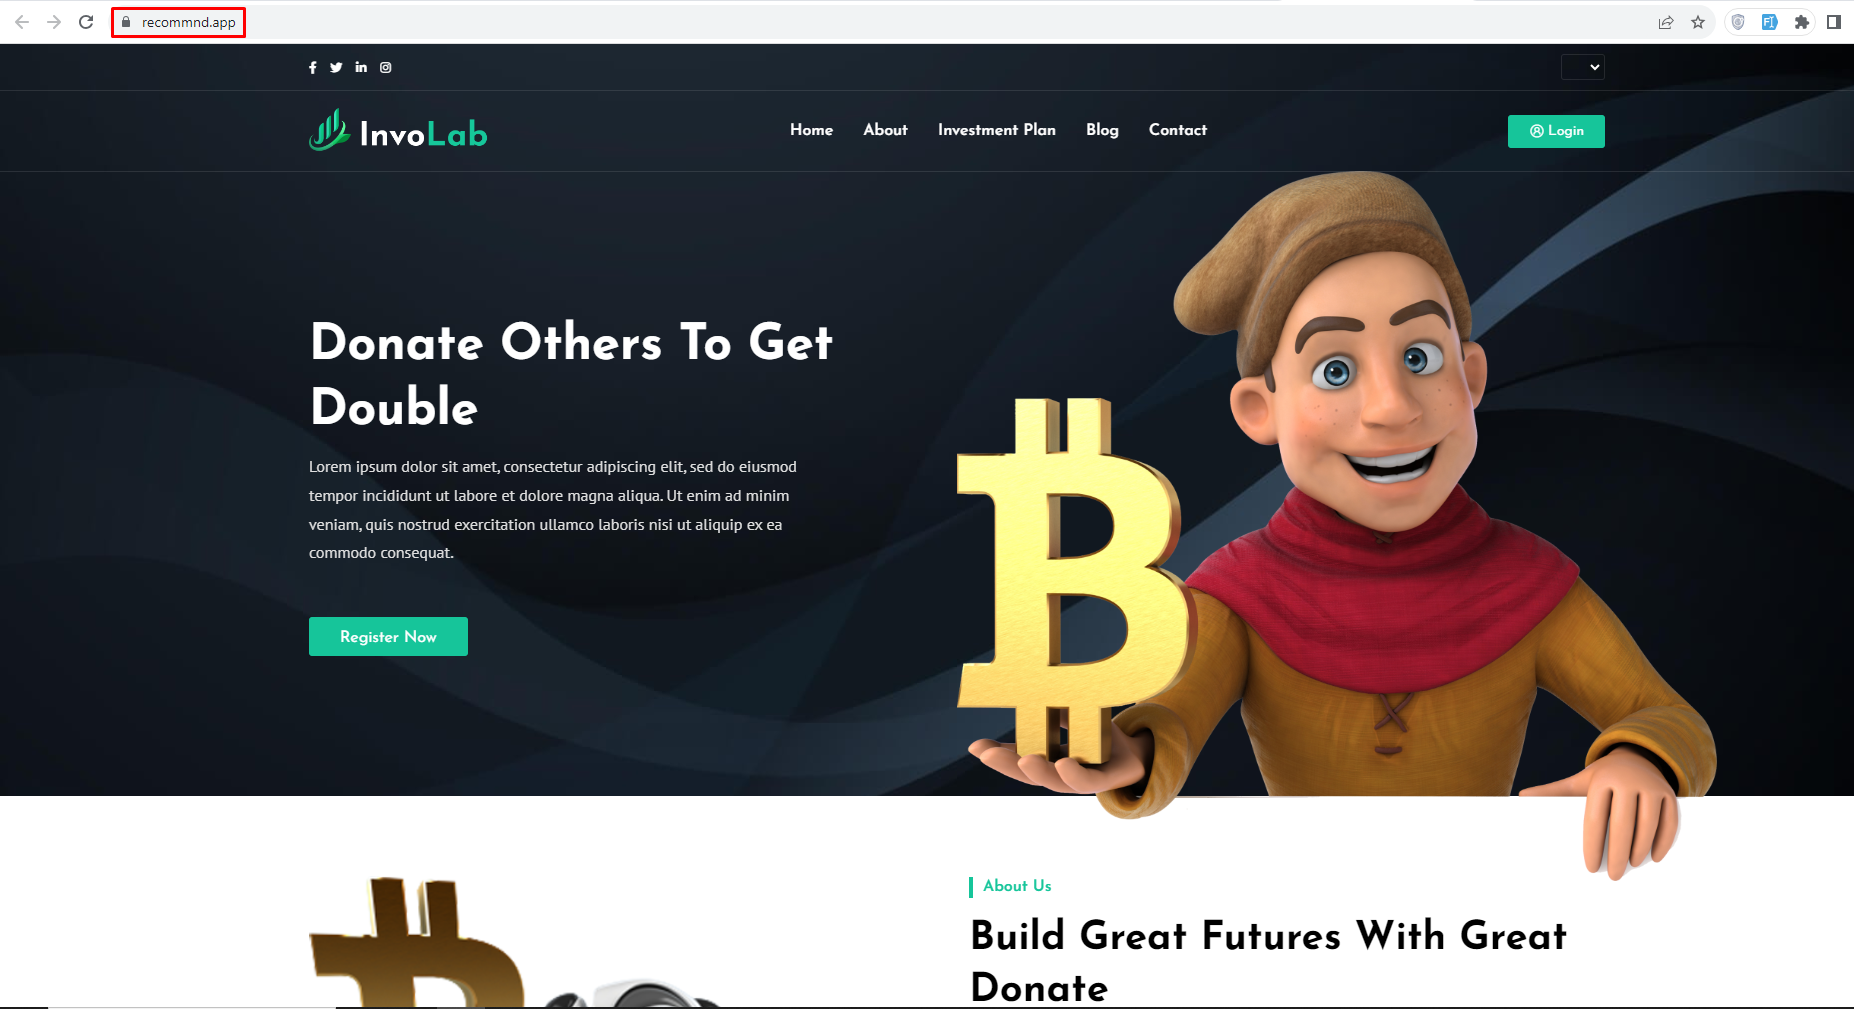 recommnd.app
InvoLab
Home About Investment Plan Blog Contact
Login
Donate Others To Get
Double
Lorem ipsum dolor sit amet, consectetur adipiscing elit, sed do eiusmod
tempor incididunt ut labore et dolore magna aliqua. Ut enim ad minim
veniam, quis nostrud exercitation ullamco laboris nisi ut aliquip ex ea
commodo consequat.
Register Now
About Us
Build Great Futures With Great
Donate